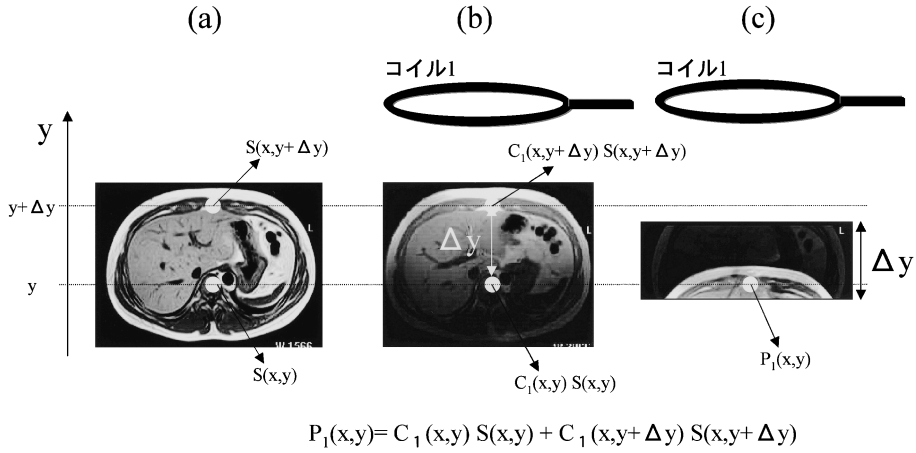 (a)
(b)
(c)
コイル1
コイル1
y
S(x,y+Δy)
C₁(x,y+Δy) S(x,y+Δy)
y+Δy
L
L
L
Δy
Δy
y
W 1566
S(x,y)
C₁(x,y) S(x,y)
P₁(x,y)
P₁(x,y)= C₁(x,y) S(x,y) + C₁(x,y+Δy) S(x,y+Δy)